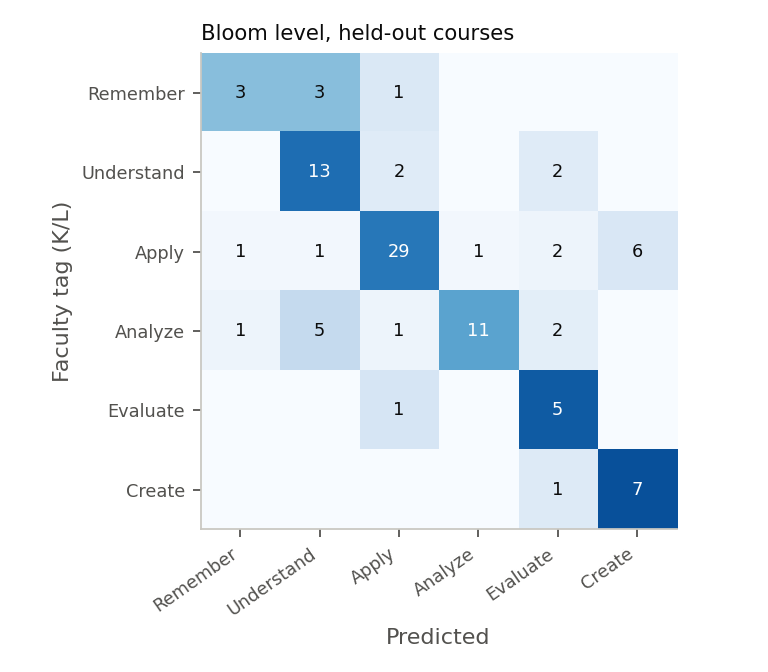 Bloom level, held-out courses
Faculty tag (K/L)
Remember 3 3 1
Understand 13 2 2
Apply 1 1 29 1 2 6
Analyze 1 5 1 11 2
Evaluate 1 5
Create 1 7
Remember Understand Apply Analyze Evaluate Create
Predicted